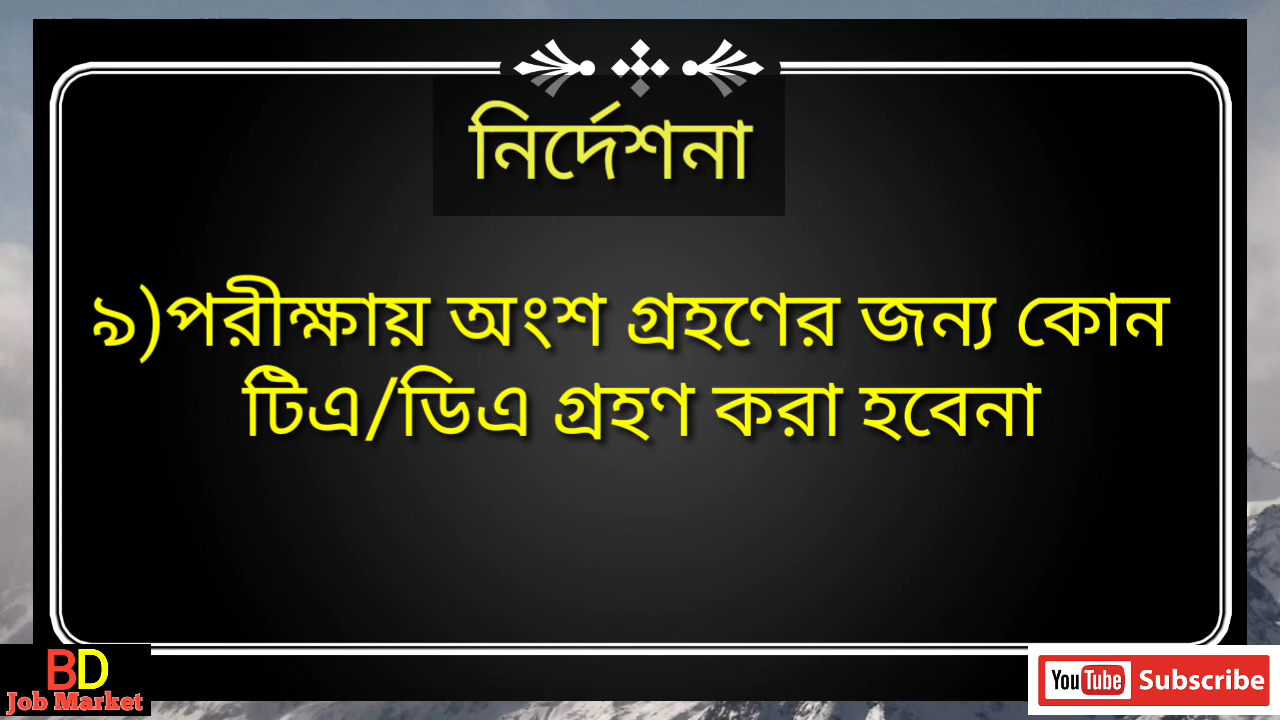 নির্দেশনা
৯)পরীক্ষায় অংশ গ্রহণের জন্য কোন
টিএ/ডিএ গ্রহণ করা হবেনা
BD
Job Market
YouTube Subscribe